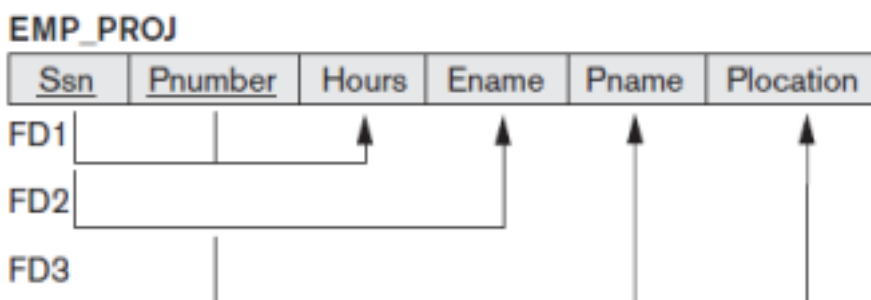 EMP_PROJ
Ssn Pnumber Hours Ename Pname Plocation
FD1
FD2
FD3